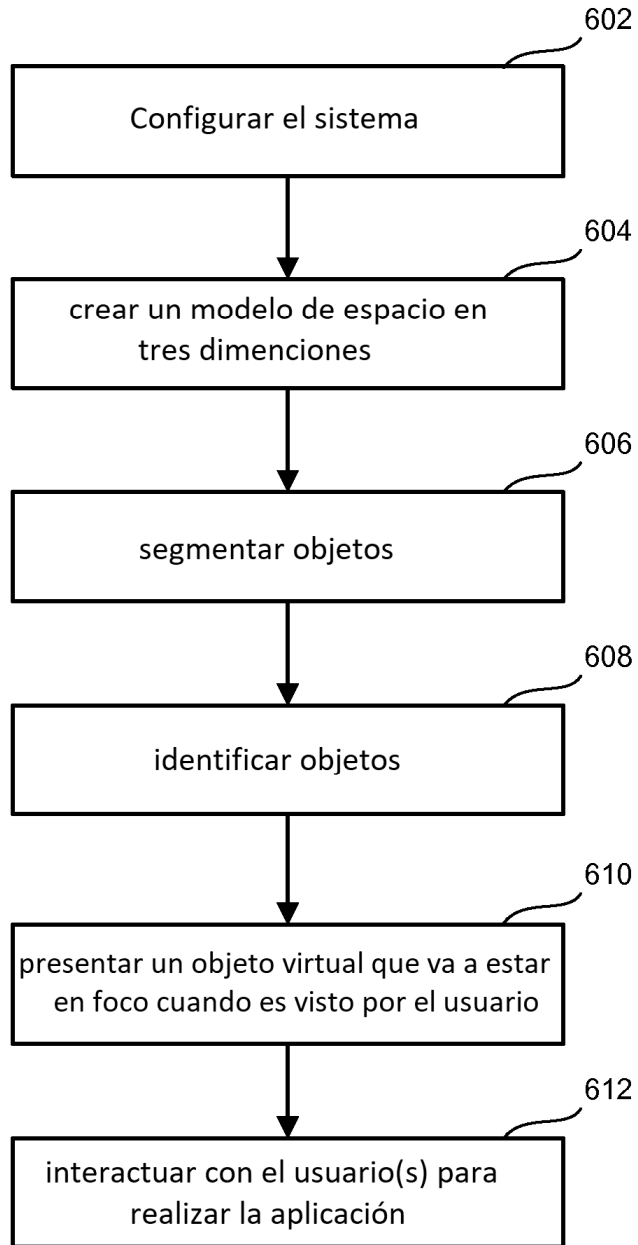 602
Configurar el sistema
604
crear un modelo de espacio en
tres dimenciones
606
segmentar objetos
608
identificar objetos
610
presentar un objeto virtual que va a estar
en foco cuando es visto por el usuario
612
interactuar con el usuario(s) para
realizar la aplicación